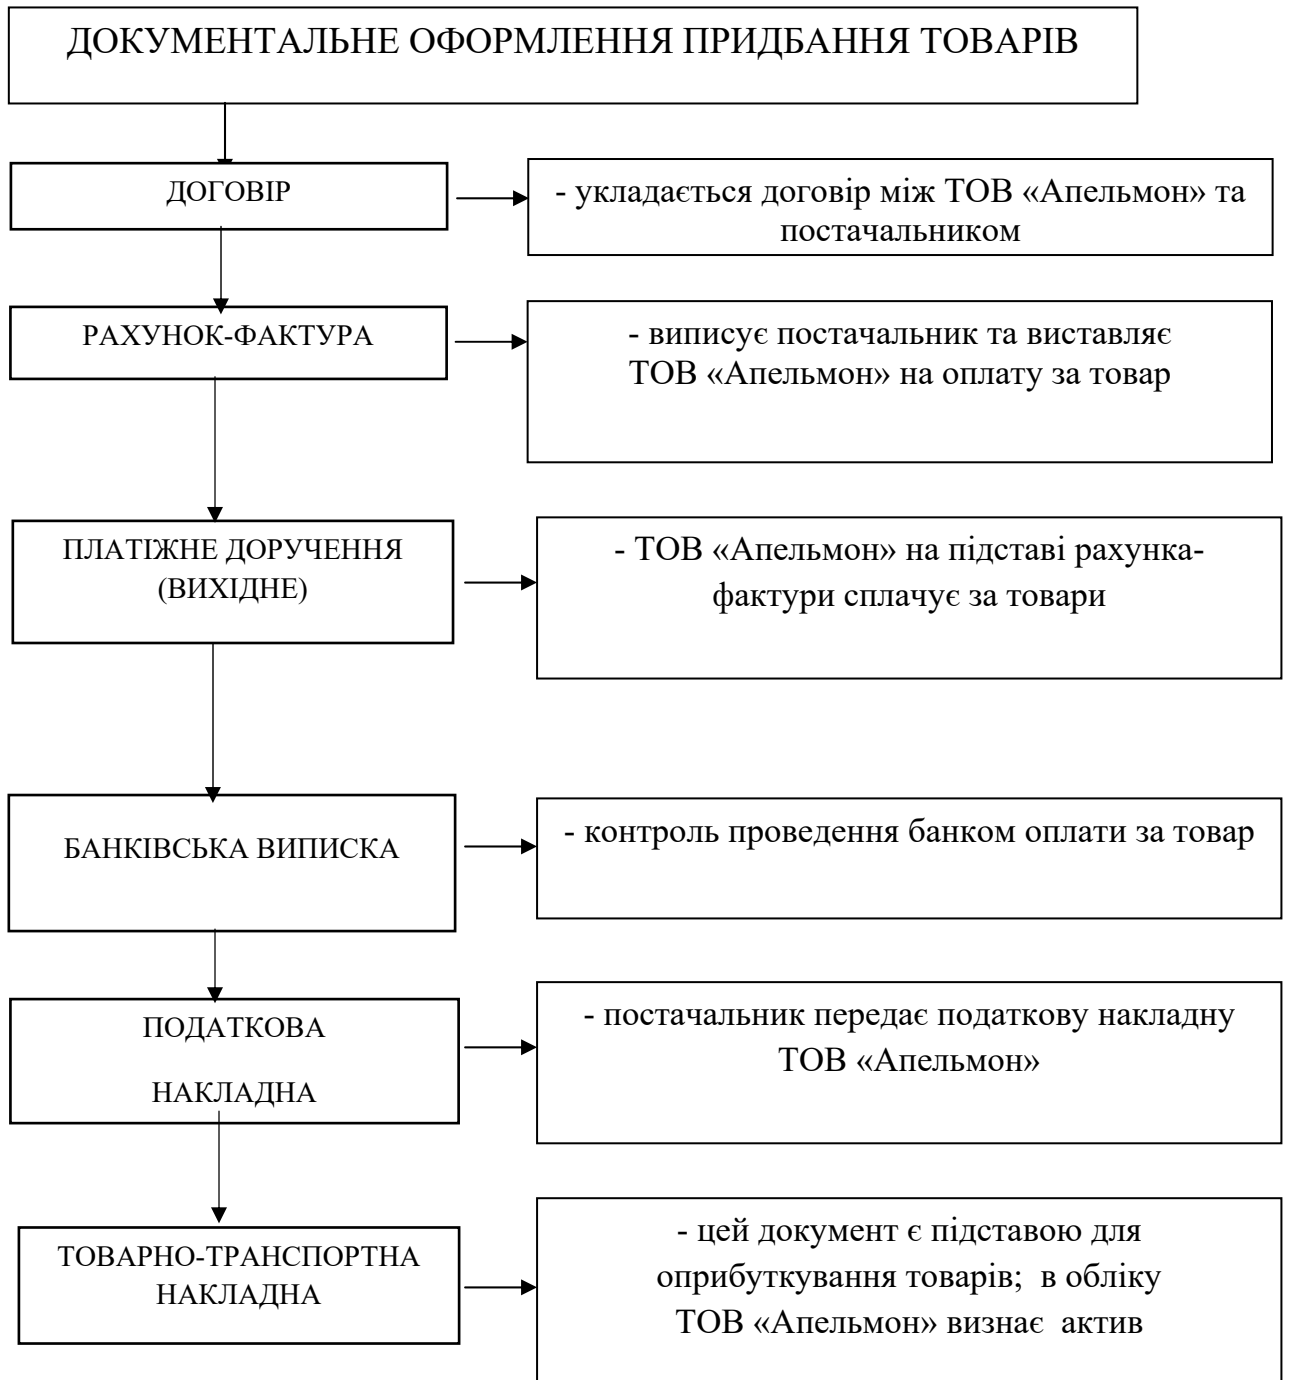 ДОКУМЕНТАЛЬНЕ ОФОРМЛЕННЯ ПРИДБАННЯ ТОВАРІВ
ДОГОВІР
- укладається договір між ТОВ «Апельмон» та
постачальником
РАХУНОК-ФАКТУРА
- виписує постачальник та виставляє
ТОВ «Апельмон» на оплату за товар
ПЛАТІЖНЕ ДОРУЧЕННЯ
(ВИХІДНЕ)
- ТОВ «Апельмон» на підставі рахунка-
фактури сплачує за товари
БАНКІВСЬКА ВИПИСКА
- контроль проведення банком оплати за товар
ПОДАТКОВА
НАКЛАДНА
- постачальник передає податкову накладну
ТОВ «Апельмон»
ТОВАРНО-ТРАНСПОРТНА
НАКЛАДНА
- цей документ є підставою для
оприбуткування товарів; в обліку
ТОВ «Апельмон» визнає актив